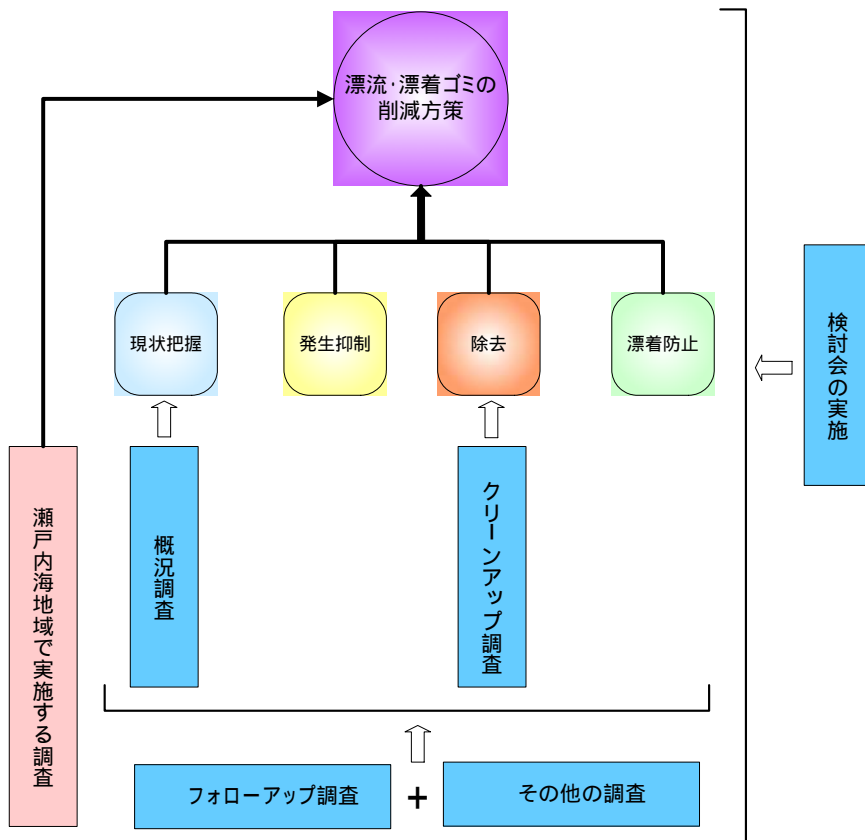 漂流・漂着ゴミの
削減方策
現状把握
発生抑制
除去
漂着防止
検討会の実施
瀬戸内海地域で実施する調査
概況調査
クリーンアップ調査
フォローアップ調査
+
その他の調査